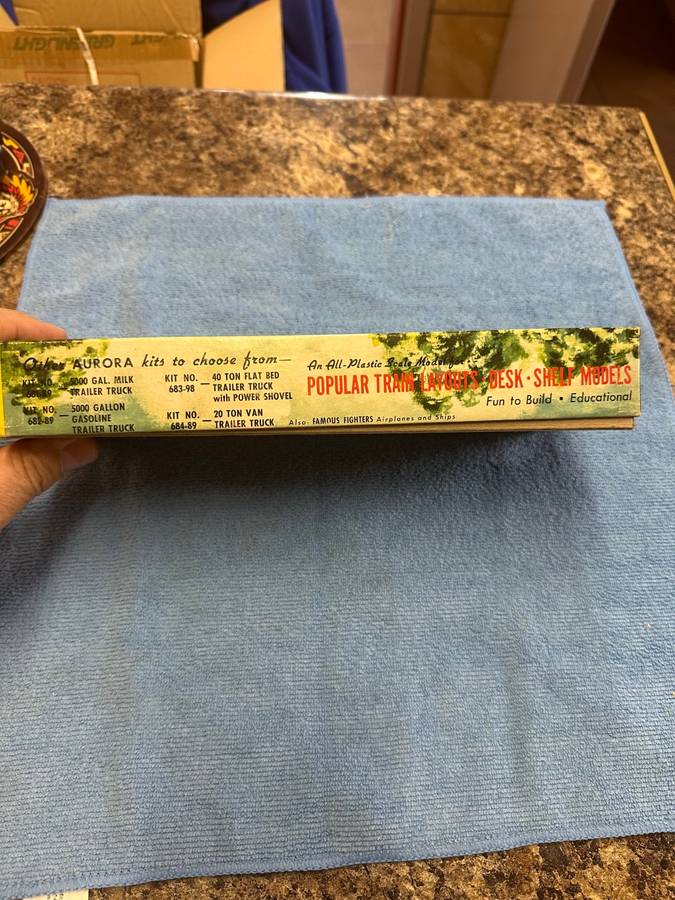 GREENLIGHT
Other AURORA kits to choose from—
KIT NO. — 5000 GAL. MILK
TRAILER TRUCK
KIT NO. — 5000 GALLON
682-89 GASOLINE
TRAILER TRUCK
KIT NO. — 40 TON FLAT BED
683-98 TRAILER TRUCK
with POWER SHOVEL
KIT NO. — 20 TON VAN
684-89 TRAILER TRUCK
An All-Plastic Scale Model for
POPULAR TRAIN LAYOUTS · DESK · SHELF MODELS
Fun to Build • Educational
Also- FAMOUS FIGHTERS Airplanes and Ships